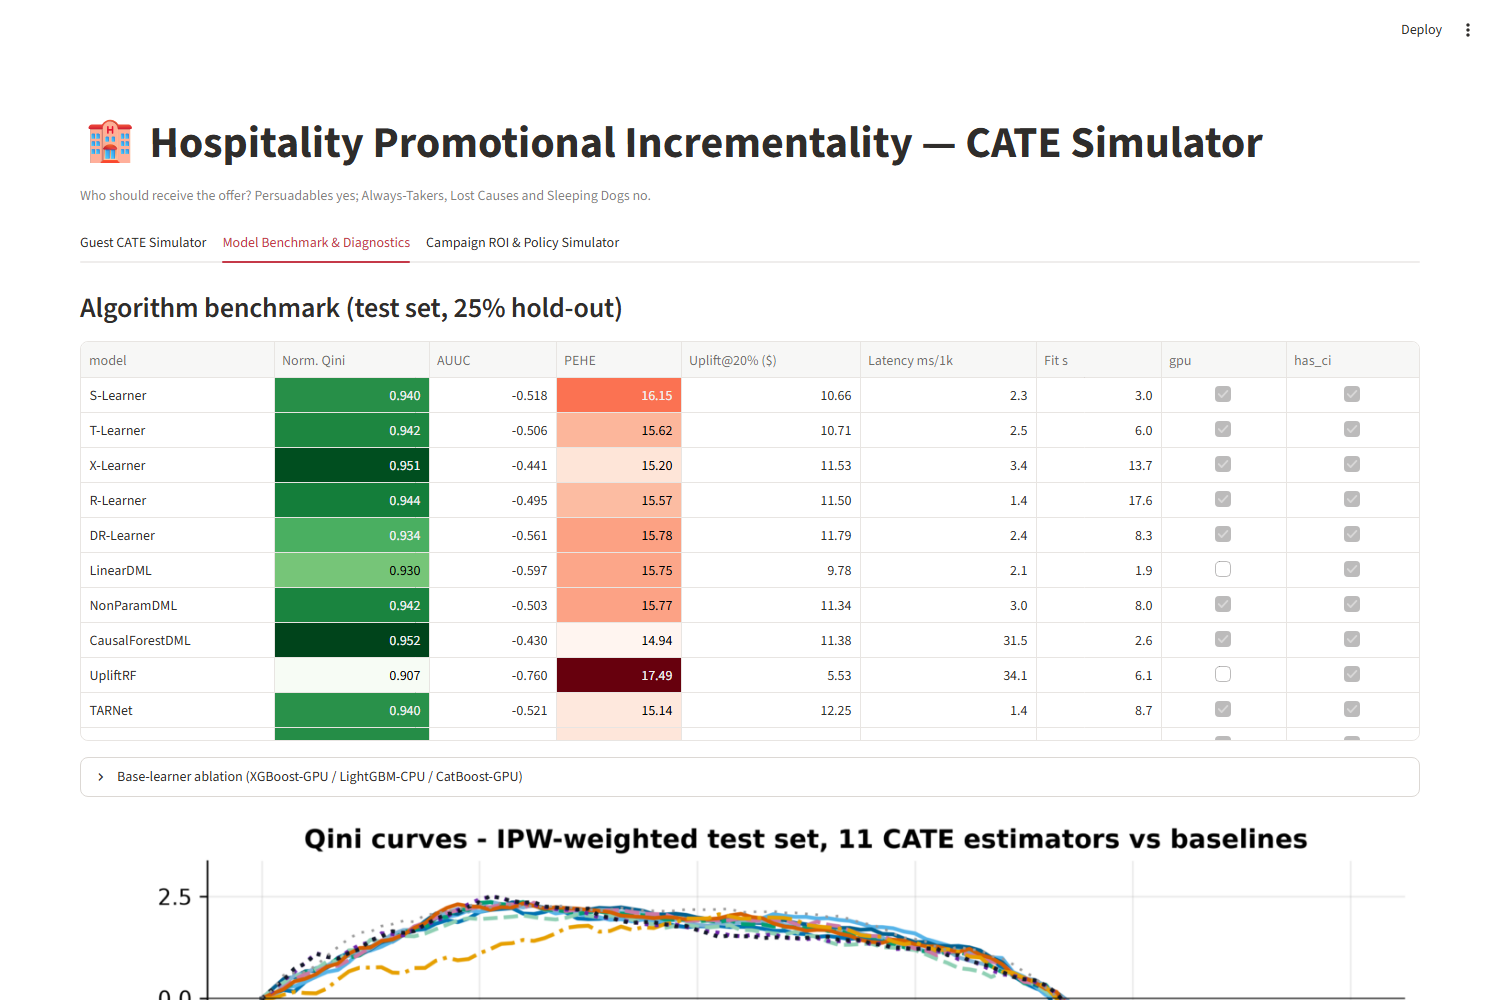 Deploy
🏨 Hospitality Promotional Incrementality — CATE Simulator
Who should receive the offer? Persuadables yes; Always-Takers, Lost Causes and Sleeping Dogs no.
Guest CATE Simulator Model Benchmark & Diagnostics Campaign ROI & Policy Simulator
Algorithm benchmark (test set, 25% hold-out)
model Norm. Qini AUUC PEHE Uplift@20% ($) Latency ms/1k Fit s gpu has_ci
S-Learner 0.940 -0.518 16.15 10.66 2.3 3.0
T-Learner 0.942 -0.506 15.62 10.71 2.5 6.0
X-Learner 0.951 -0.441 15.20 11.53 3.4 13.7
R-Learner 0.944 -0.495 15.57 11.50 1.4 17.6
DR-Learner 0.934 -0.561 15.78 11.79 2.4 8.3
LinearDML 0.930 -0.597 15.75 9.78 2.1 1.9
NonParamDML 0.942 -0.503 15.77 11.34 3.0 8.0
CausalForestDML 0.952 -0.430 14.94 11.38 31.5 2.6
UpliftRF 0.907 -0.760 17.49 5.53 34.1 6.1
TARNet 0.940 -0.521 15.14 12.25 1.4 8.7
Base-learner ablation (XGBoost-GPU / LightGBM-CPU / CatBoost-GPU)
Qini curves - IPW-weighted test set, 11 CATE estimators vs baselines
2.5
0.0